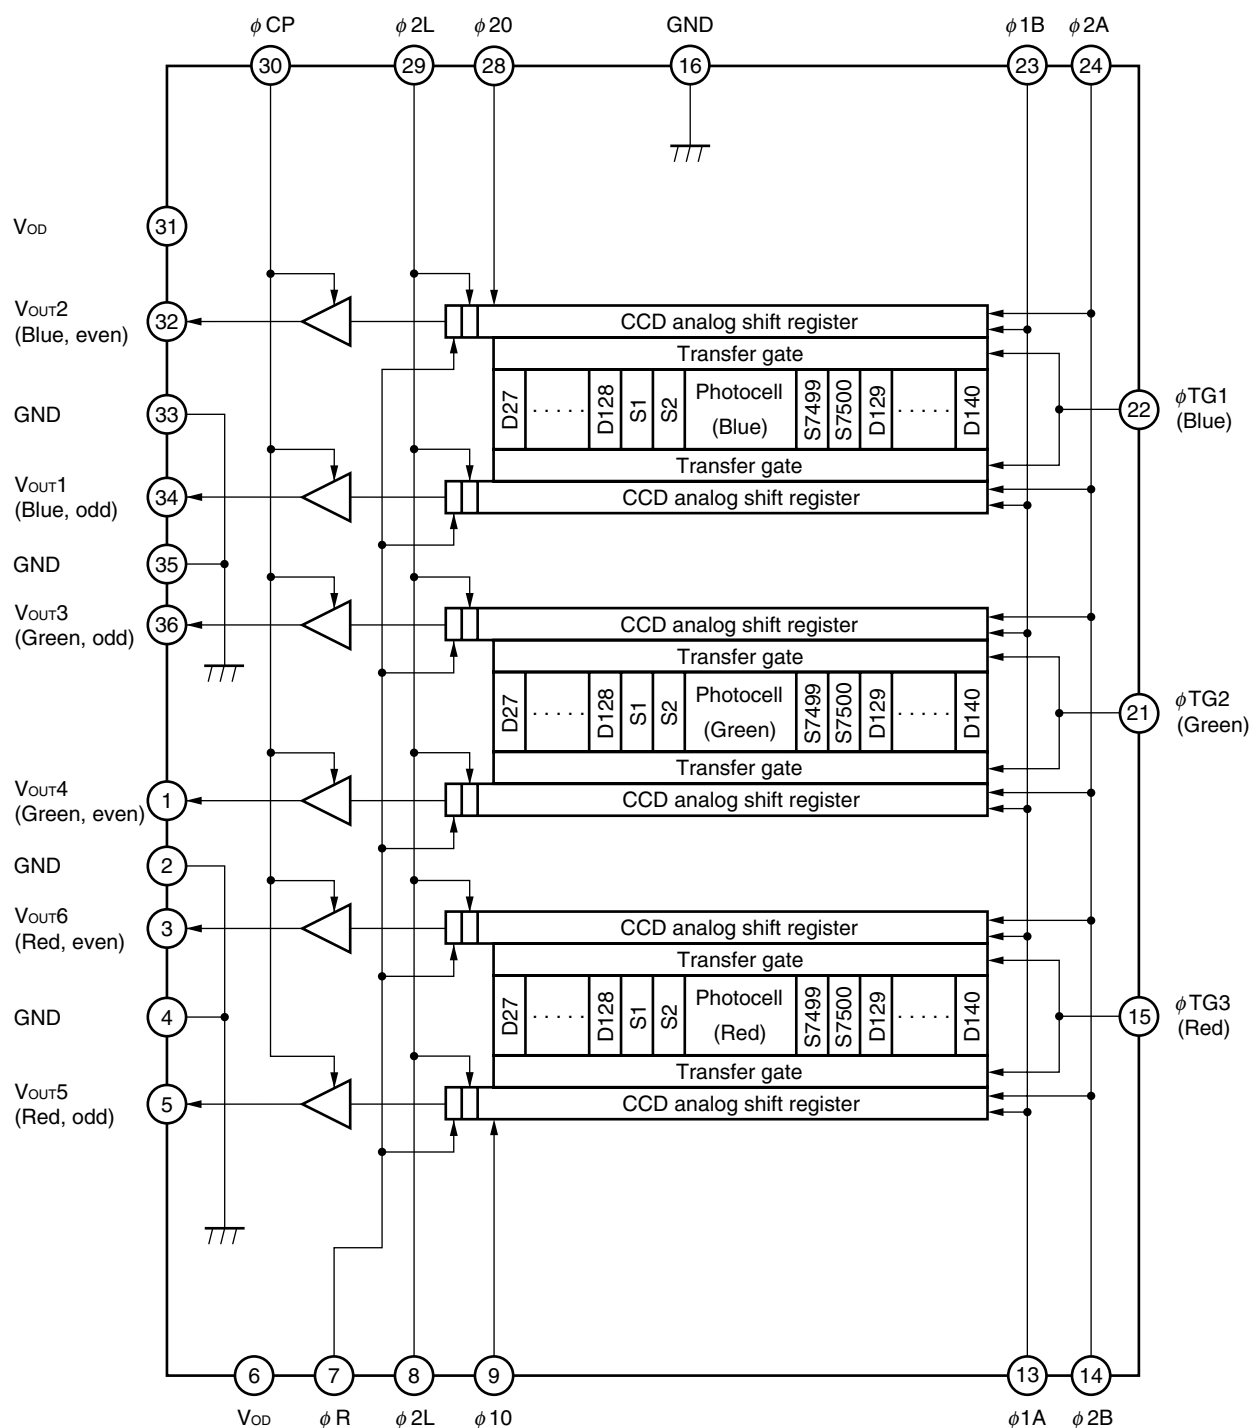 φCP φ2L φ20 GND φ1B φ2A
30 29 28 16 23 24
VOD 31
VOUT2 32
(Blue, even)
CCD analog shift register
Transfer gate
D27 ..... D128 S1 S2 Photocell (Blue) S7499 S7500 D129 ..... D140
Transfer gate
CCD analog shift register
22 φTG1
(Blue)
GND 33
VOUT1 34
(Blue, odd)
GND 35
VOUT3 36
(Green, odd)
CCD analog shift register
Transfer gate
D27 ..... D128 S1 S2 Photocell (Green) S7499 S7500 D129 ..... D140
Transfer gate
CCD analog shift register
21 φTG2
(Green)
VOUT4 1
(Green, even)
GND 2
VOUT6 3
(Red, even)
CCD analog shift register
Transfer gate
D27 ..... D128 S1 S2 Photocell (Red) S7499 S7500 D129 ..... D140
Transfer gate
CCD analog shift register
15 φTG3
(Red)
GND 4
VOUT5 5
(Red, odd)
6 7 8 9 13 14
VOD φR φ2L φ10 φ1A φ2B